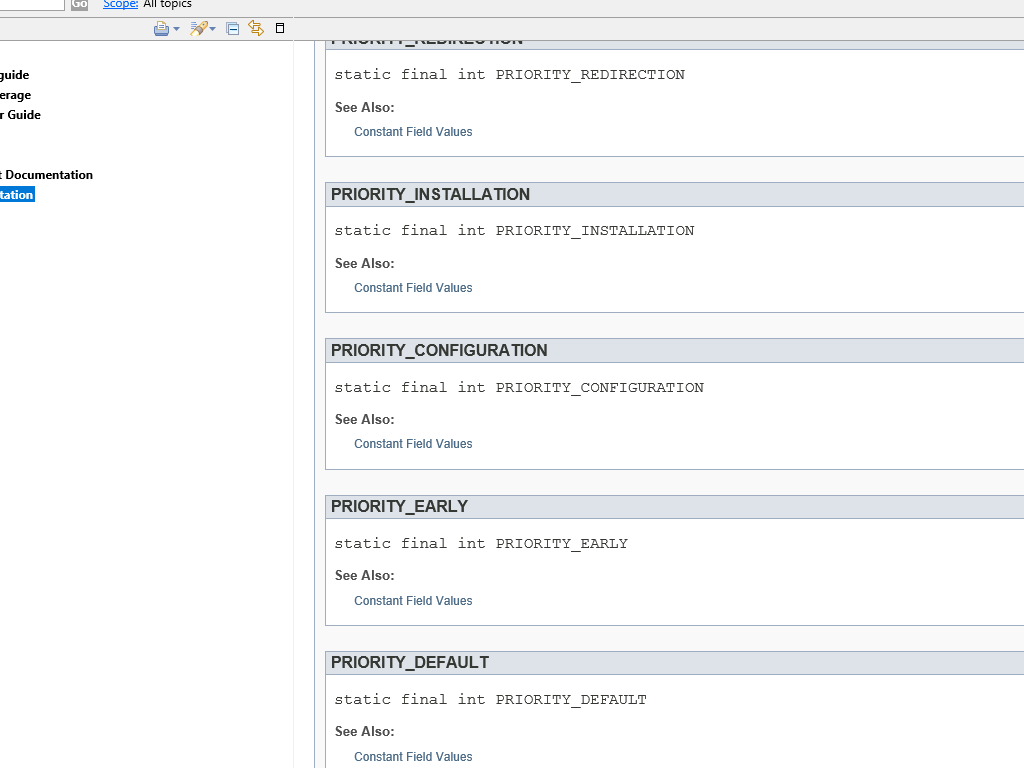 Go Scope: All topics
guide
erage
r Guide
t Documentation
tation
PRIORITY_REDIRECTION
static final int PRIORITY_REDIRECTION
See Also:
Constant Field Values
PRIORITY_INSTALLATION
static final int PRIORITY_INSTALLATION
See Also:
Constant Field Values
PRIORITY_CONFIGURATION
static final int PRIORITY_CONFIGURATION
See Also:
Constant Field Values
PRIORITY_EARLY
static final int PRIORITY_EARLY
See Also:
Constant Field Values
PRIORITY_DEFAULT
static final int PRIORITY_DEFAULT
See Also:
Constant Field Values